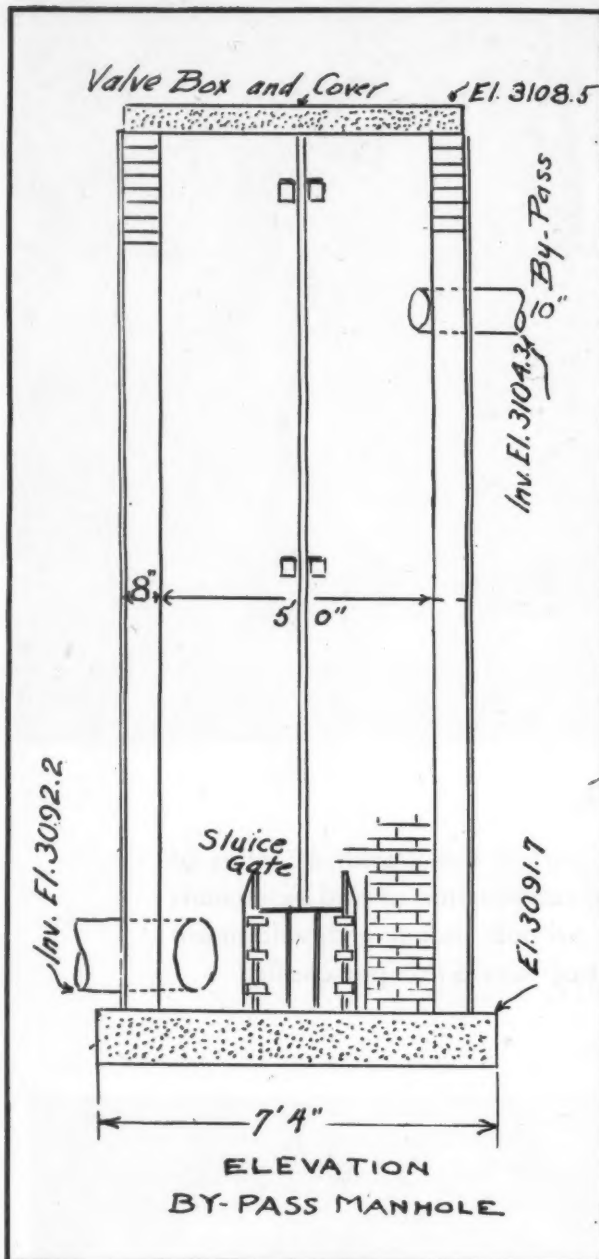 Valve Box and Cover
El. 3108.5
By-Pass
10"
Inv. El. 3104.3
8"
5' 0"
Inv. El. 3092.2
Sluice
Gate
El. 3091.7
7' 4"
ELEVATION
BY-PASS MANHOLE